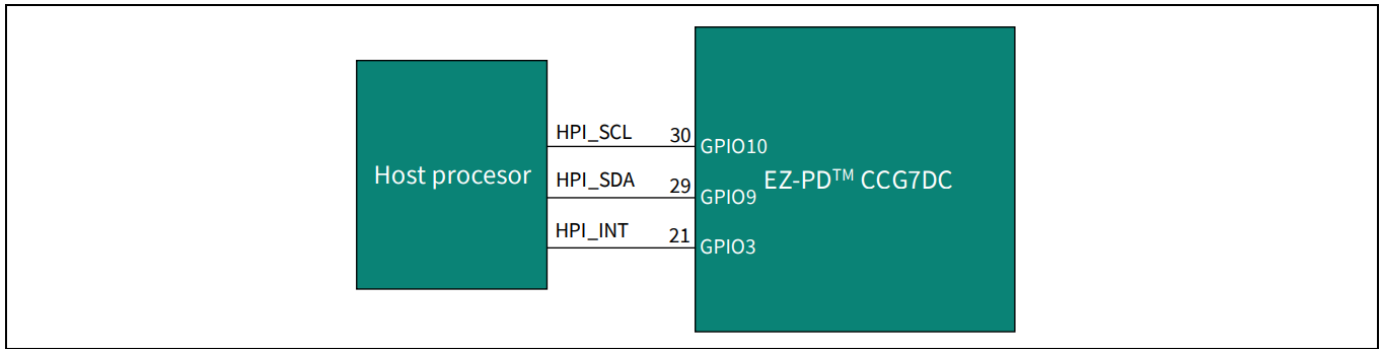 HPI_SCL 30 GPIO10
Host procesor HPI_SDA 29 GPIO9 EZ-PD™ CCG7DC
HPI_INT 21 GPIO3